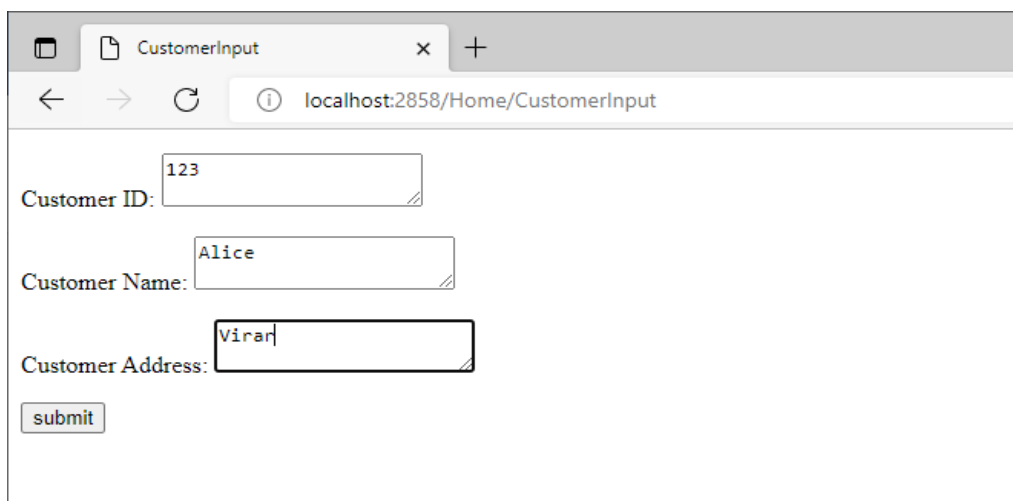 CustomerInput
localhost:2858/Home/CustomerInput
123
Customer ID:
Alice
Customer Name:
Virar
Customer Address:
submit